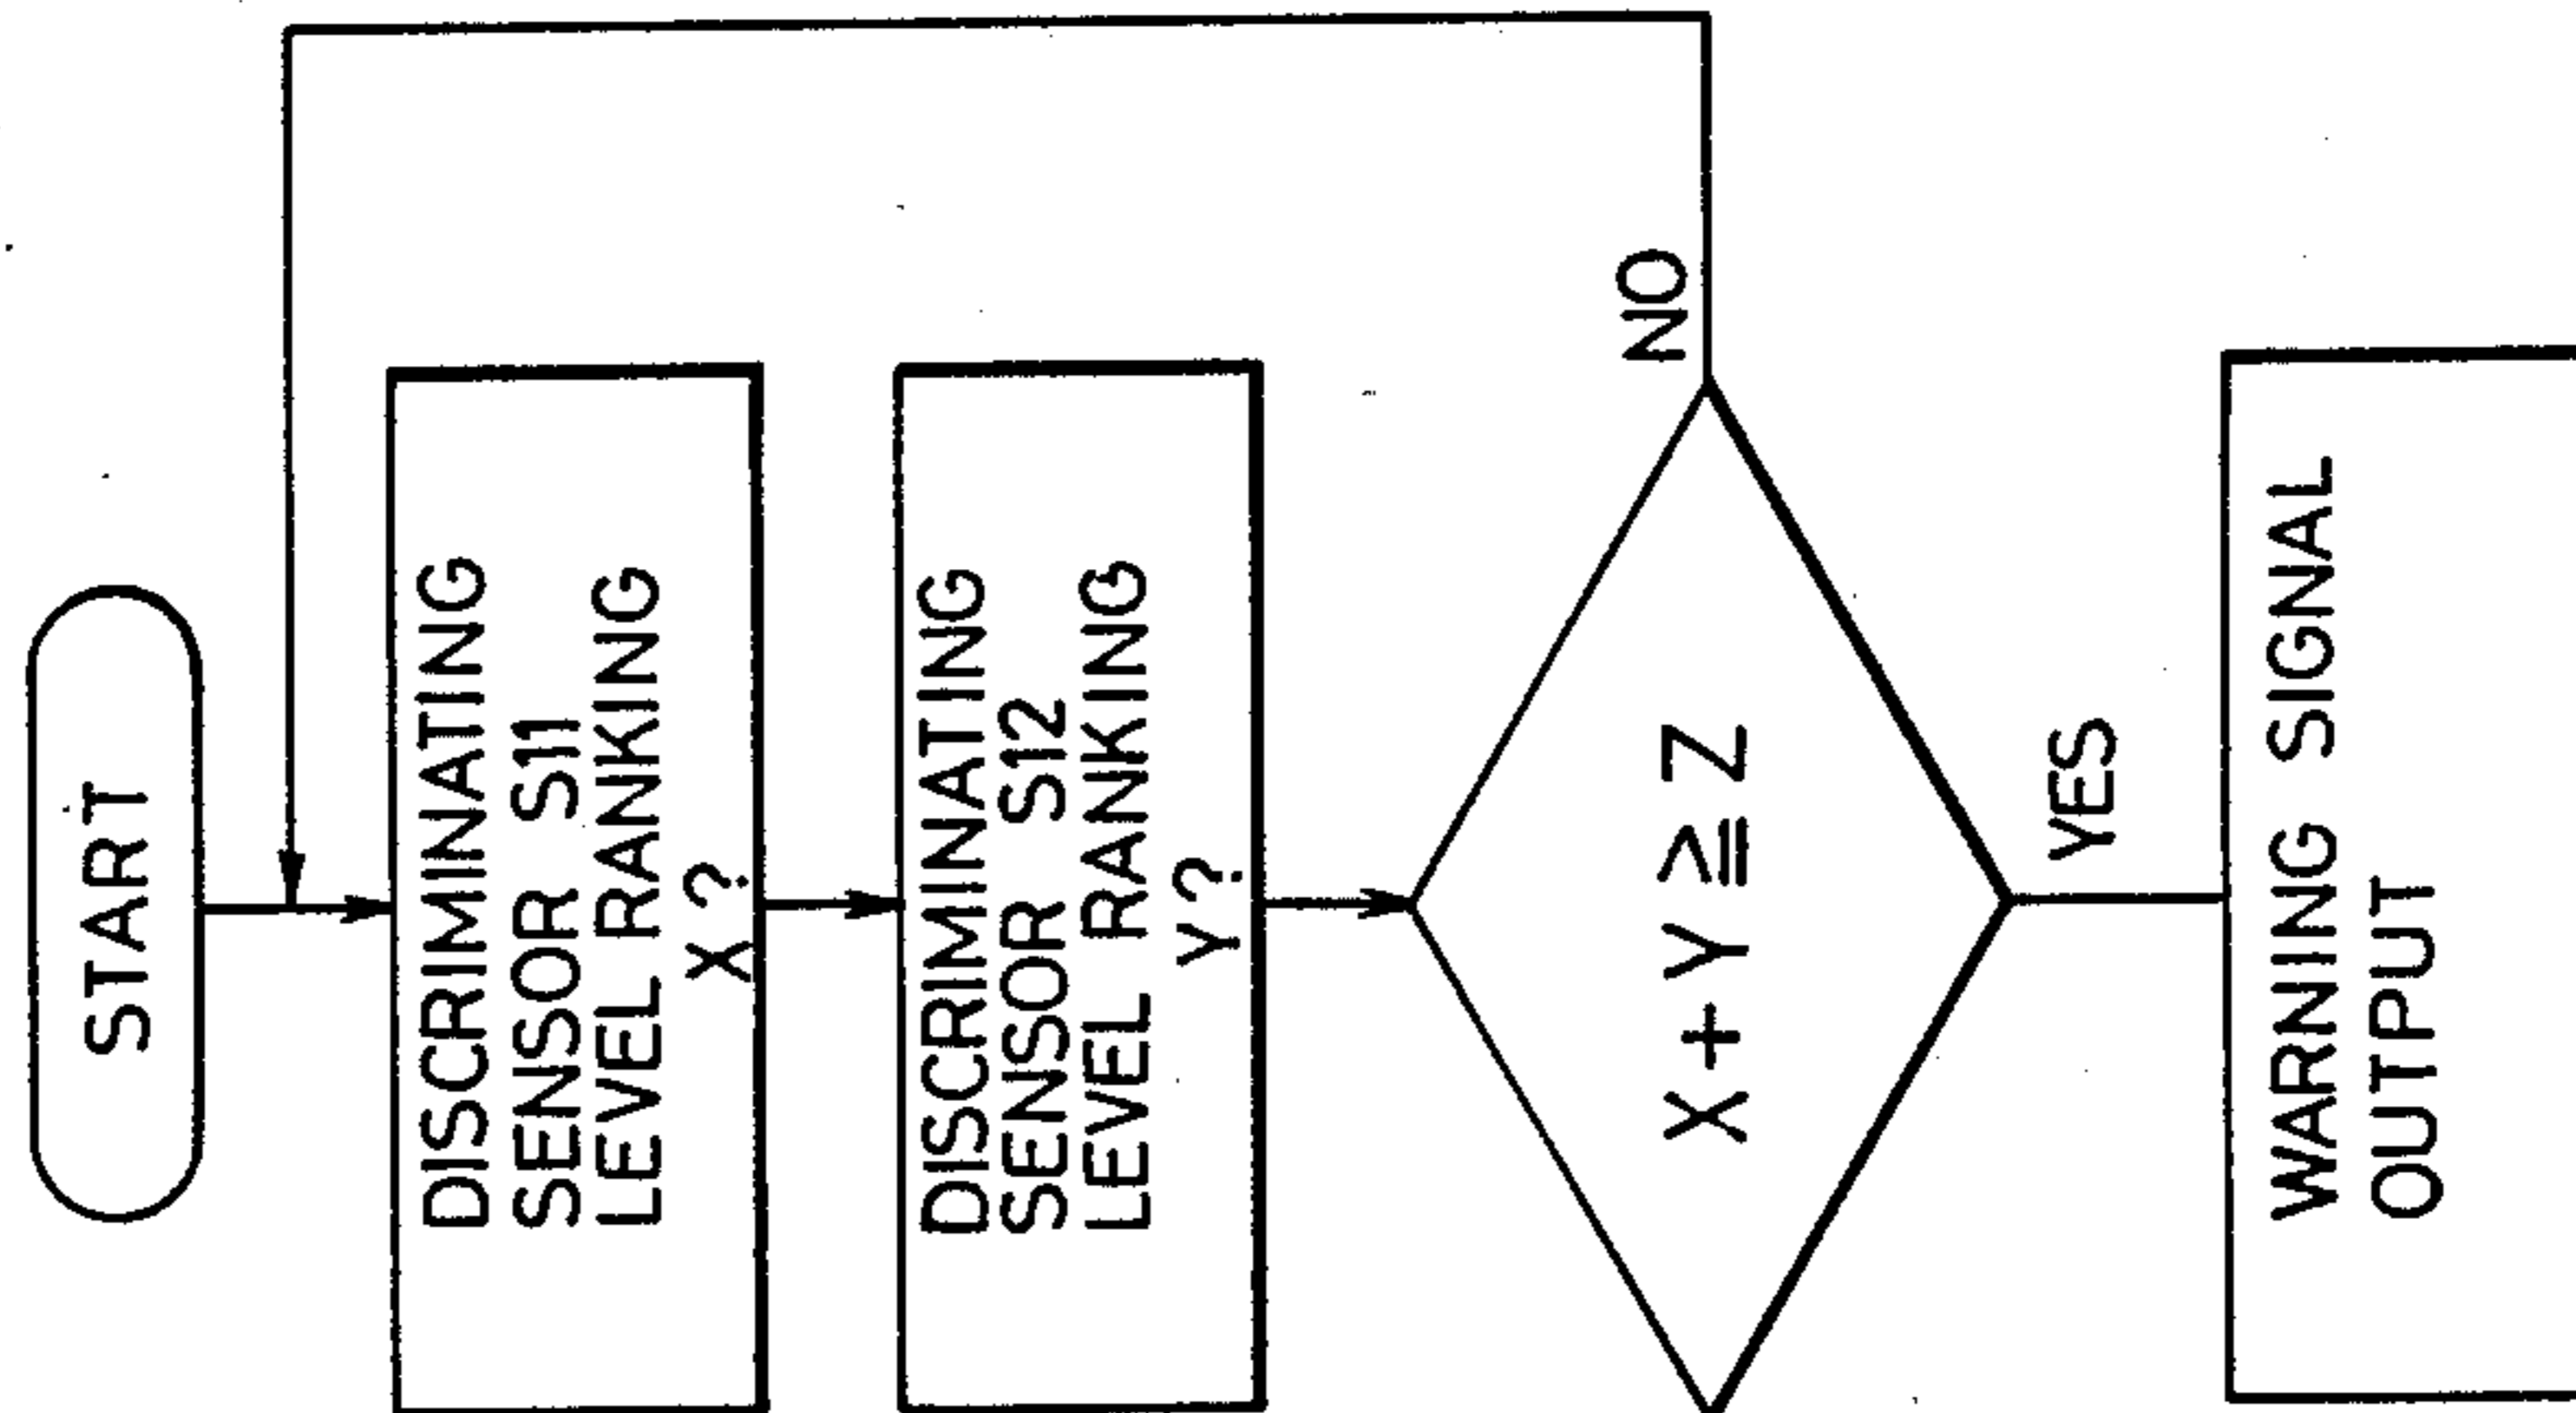 START
DISCRIMINATING
SENSOR S11
LEVEL RANKING
X?
DISCRIMINATING
SENSOR S12
LEVEL RANKING
Y?
X + Y ≧ Z
NO
YES
WARNING SIGNAL
OUTPUT